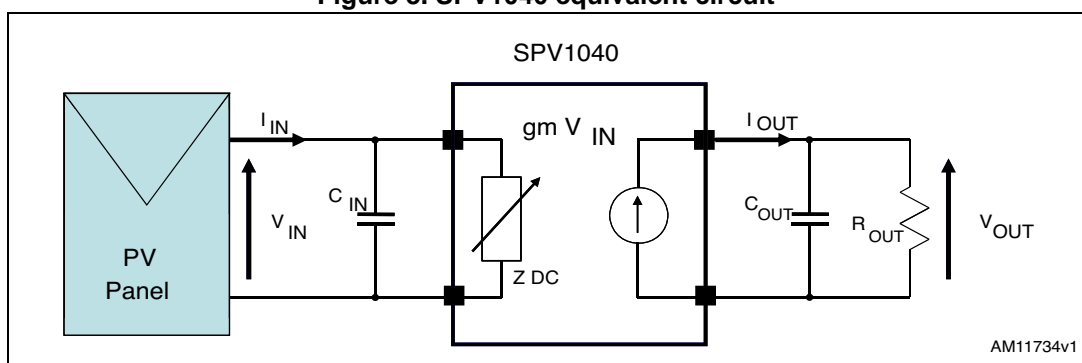 Figure 3. SPV1040 equivalent circuit
SPV1040
I IN
gm V IN
I OUT
C IN
C OUT
R OUT
V IN
V OUT
Z DC
PV
Panel
AM11734v1